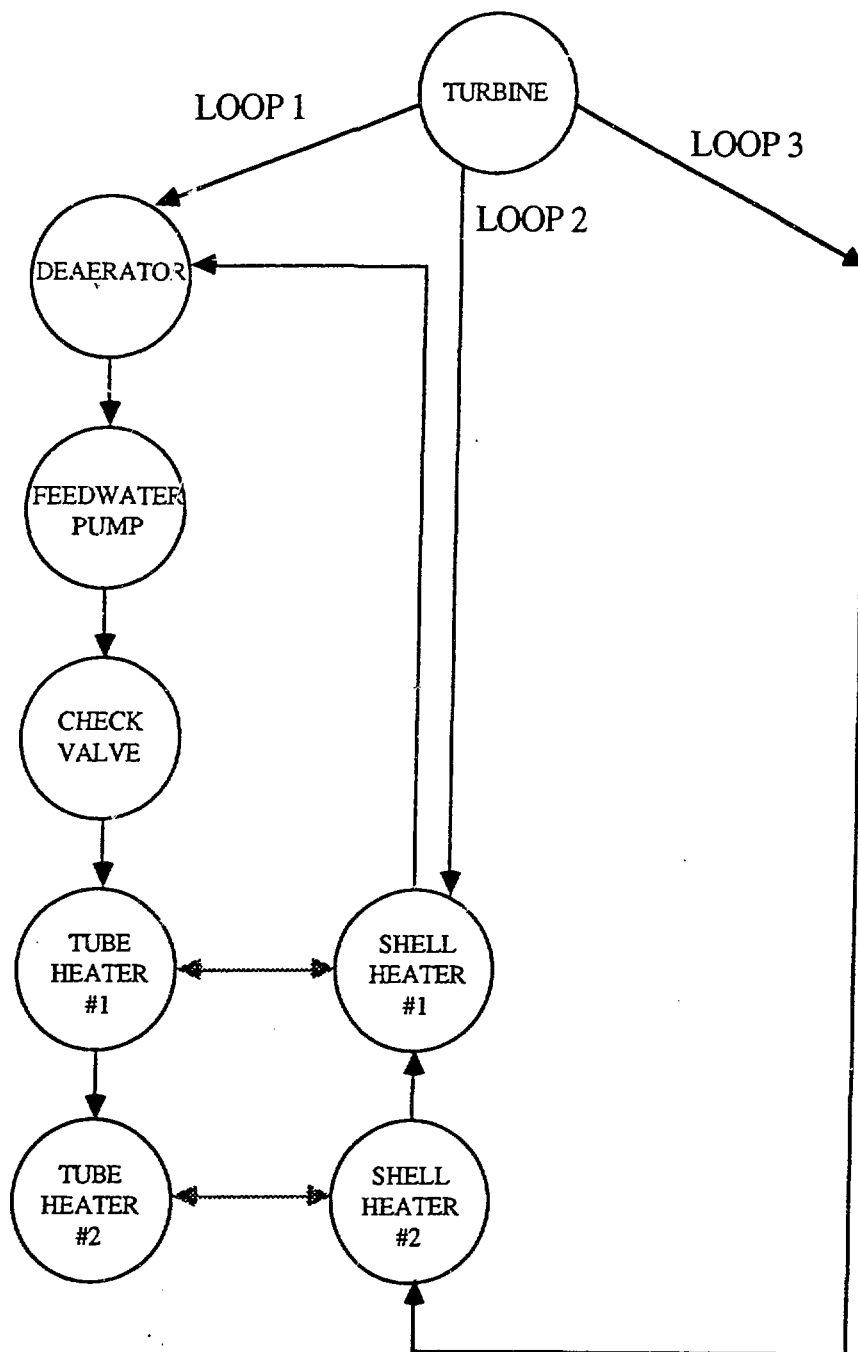 TURBINE
LOOP 1
LOOP 3
LOOP 2
DEAERATOR
FEEDWATER
PUMP
CHECK
VALVE
TUBE
HEATER
#1
SHELL
HEATER
#1
TUBE
HEATER
#2
SHELL
HEATER
#2